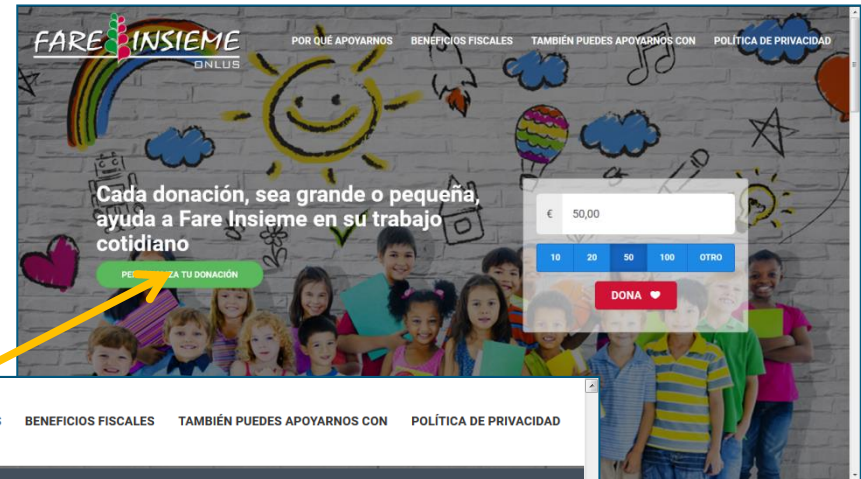 FARE INSIEME
ONLUS
POR QUÉ APOYARNOS BENEFICIOS FISCALES TAMBIÉN PUEDES APOYARNOS CON POLÍTICA DE PRIVACIDAD
Cada donación, sea grande o pequeña,
ayuda a Fare Insieme en su trabajo
cotidiano
TU DONACIÓN
€ 50,00
10 20 50 100 OTRO
DONA
BENEFICIOS FISCALES TAMBIÉN PUEDES APOYARNOS CON POLÍTICA DE PRIVACIDAD